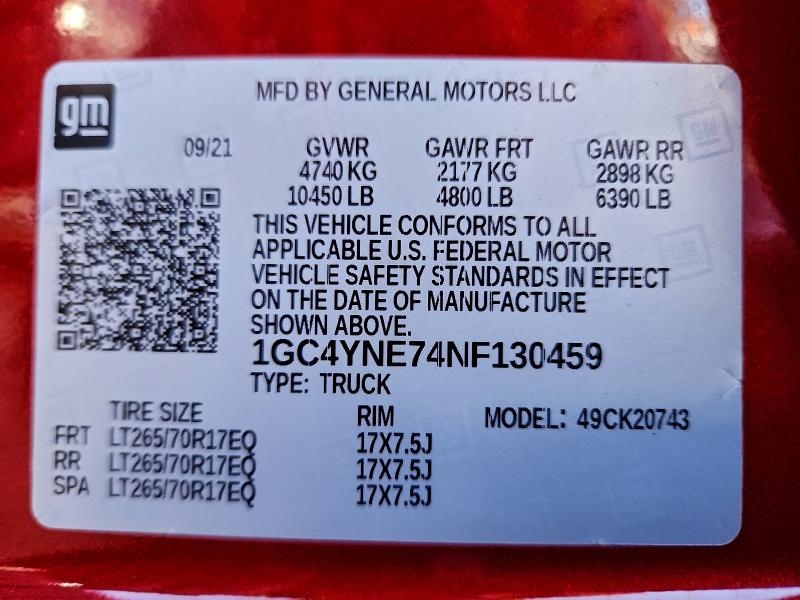 gm
MFD BY GENERAL MOTORS LLC
09/21 GVWR GAWR FRT GAWR RR
4740 KG 2177 KG 2898 KG
10450 LB 4800 LB 6390 LB
THIS VEHICLE CONFORMS TO ALL
APPLICABLE U.S. FEDERAL MOTOR
VEHICLE SAFETY STANDARDS IN EFFECT
ON THE DATE OF MANUFACTURE
SHOWN ABOVE.
1GC4YNE74NF130459
TYPE: TRUCK
TIRE SIZE RIM MODEL: 49CK20743
FRT LT265/70R17EQ 17X7.5J
RR LT265/70R17EQ 17X7.5J
SPA LT265/70R17EQ 17X7.5J